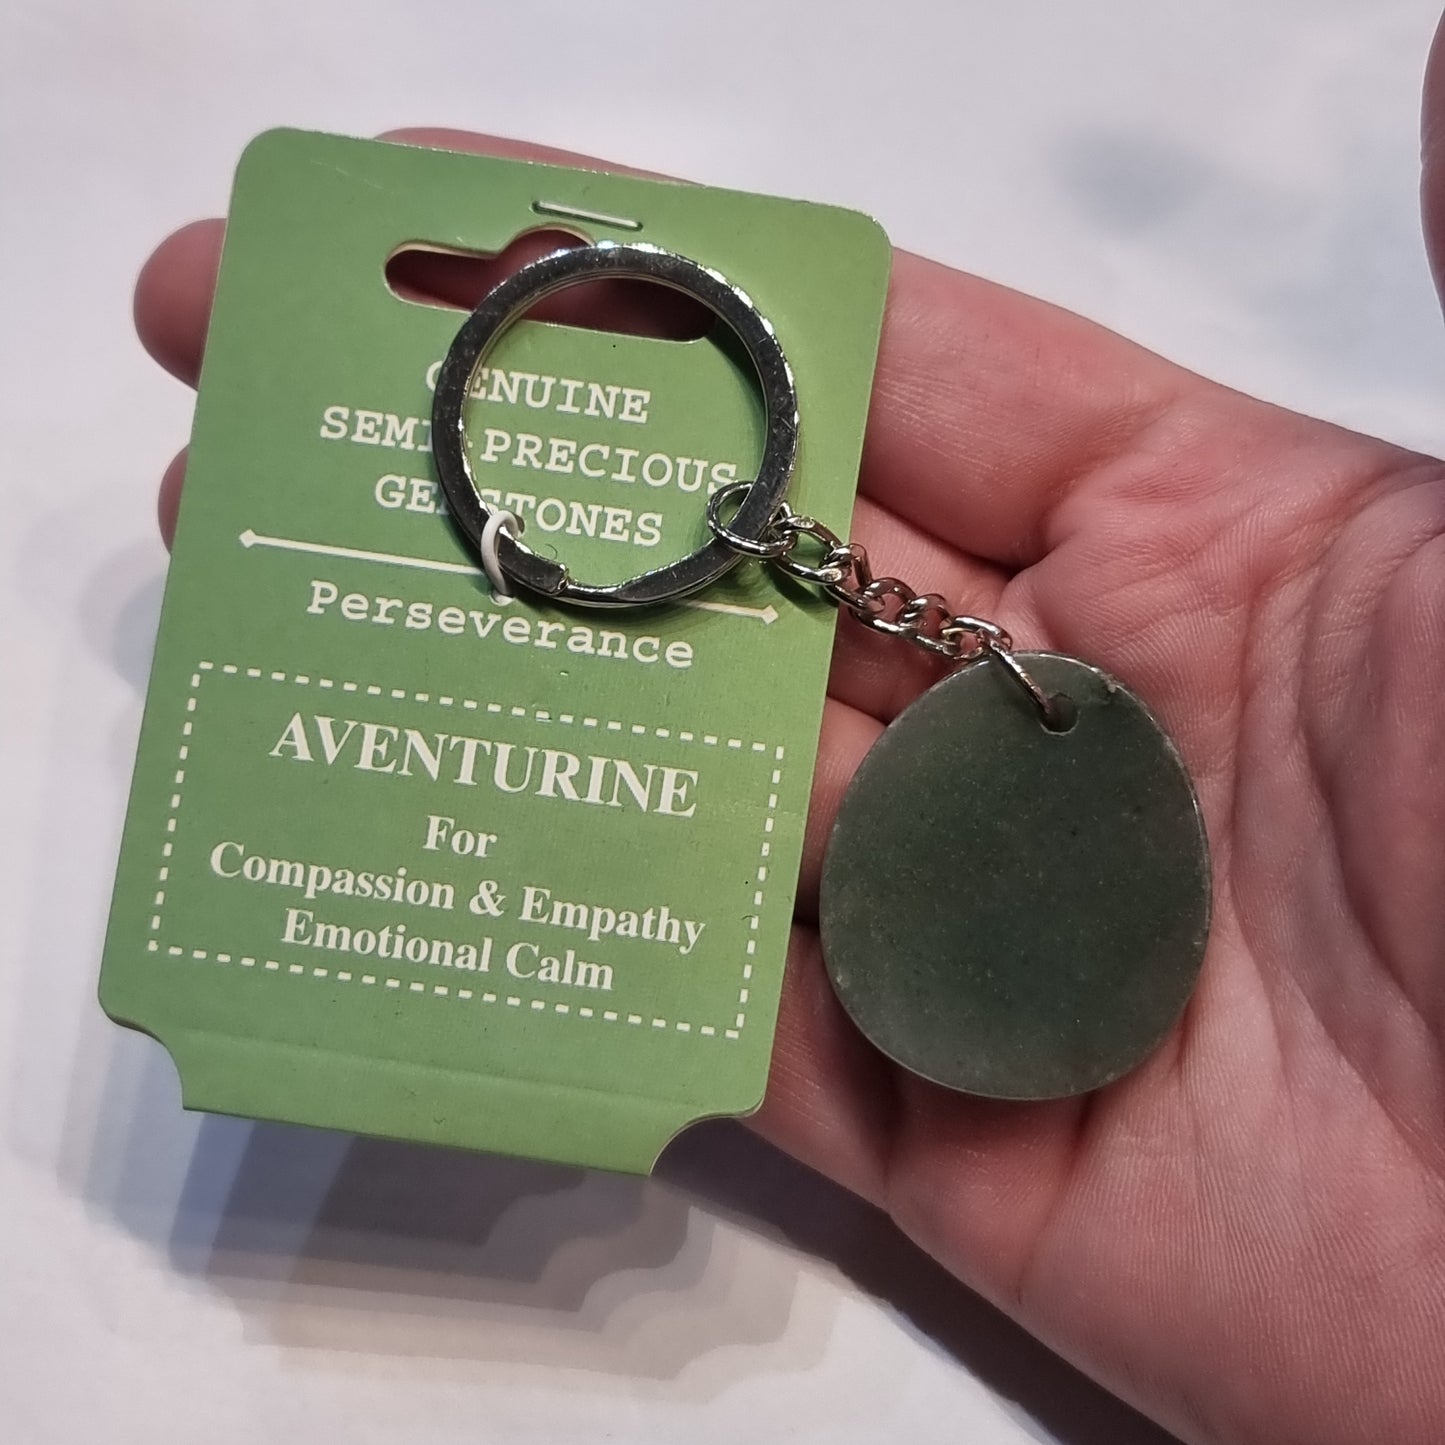 GENUINE
SEMI-PRECIOUS
GEMSTONES
Perseverance
AVENTURINE
For
Compassion & Empathy
Emotional Calm